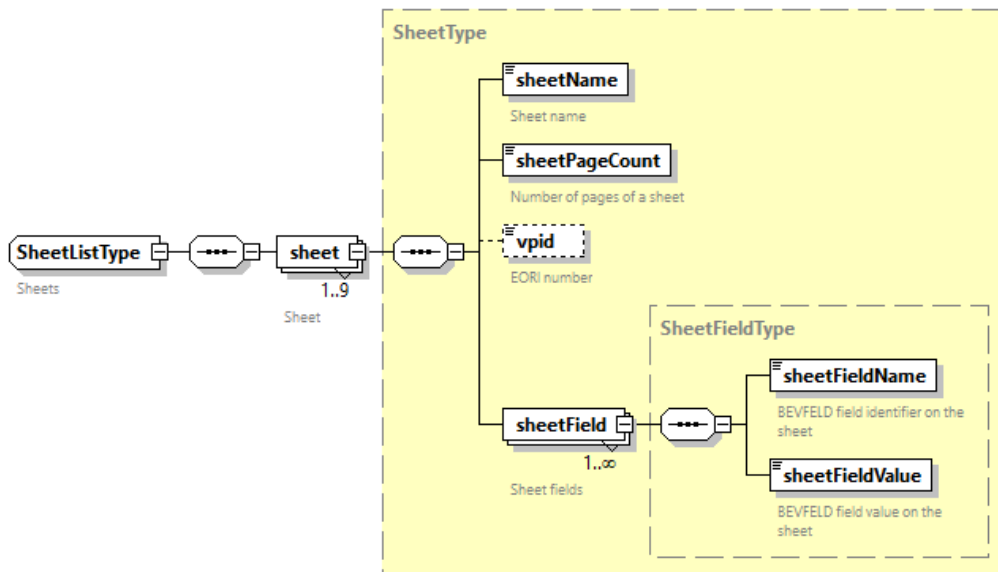 SheetType
sheetName
Sheet name
sheetPageCount
Number of pages of a sheet
vpid
EORI number
SheetListType
Sheets
sheet
1..9
Sheet
SheetFieldType
sheetFieldName
BEVFELD field identifier on the
sheet
sheetField
1..∞
Sheet fields
sheetFieldValue
BEVFELD field value on the
sheet